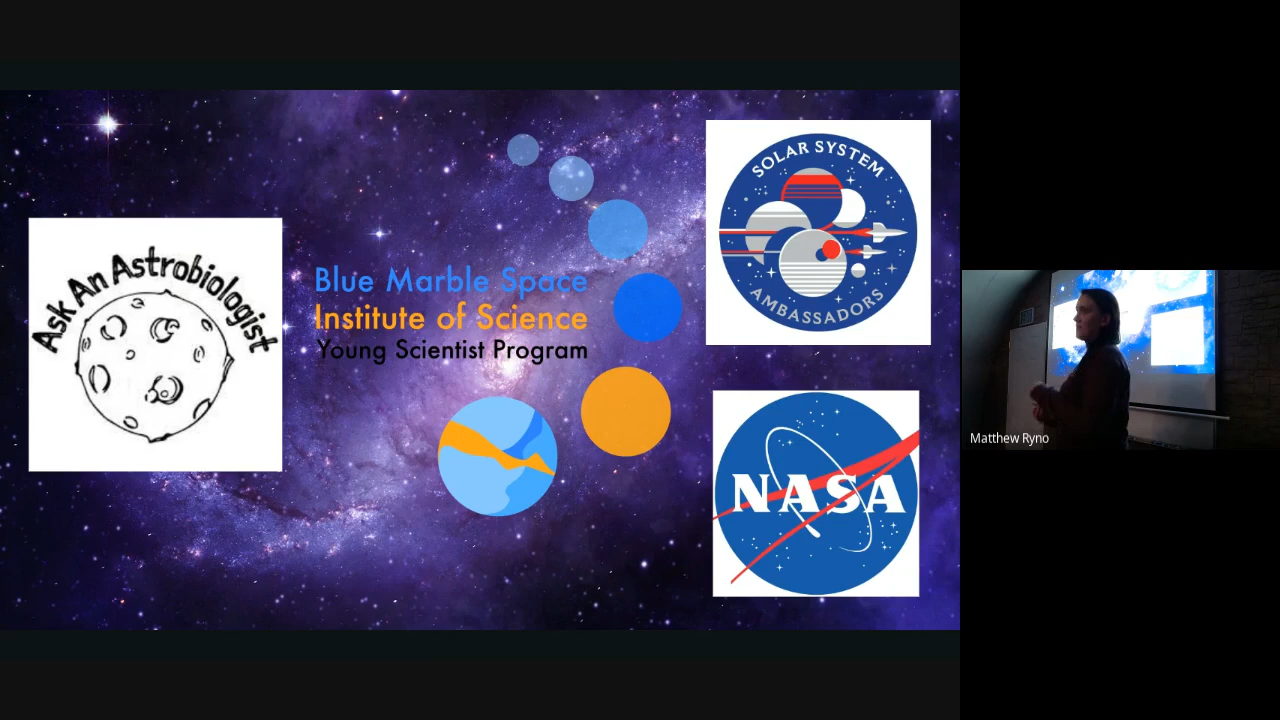 Ask An Astrobiologist
Blue Marble Space
Institute of Science
Young Scientist Program
SOLAR SYSTEM
AMBASSADORS
NASA
Matthew Ryno